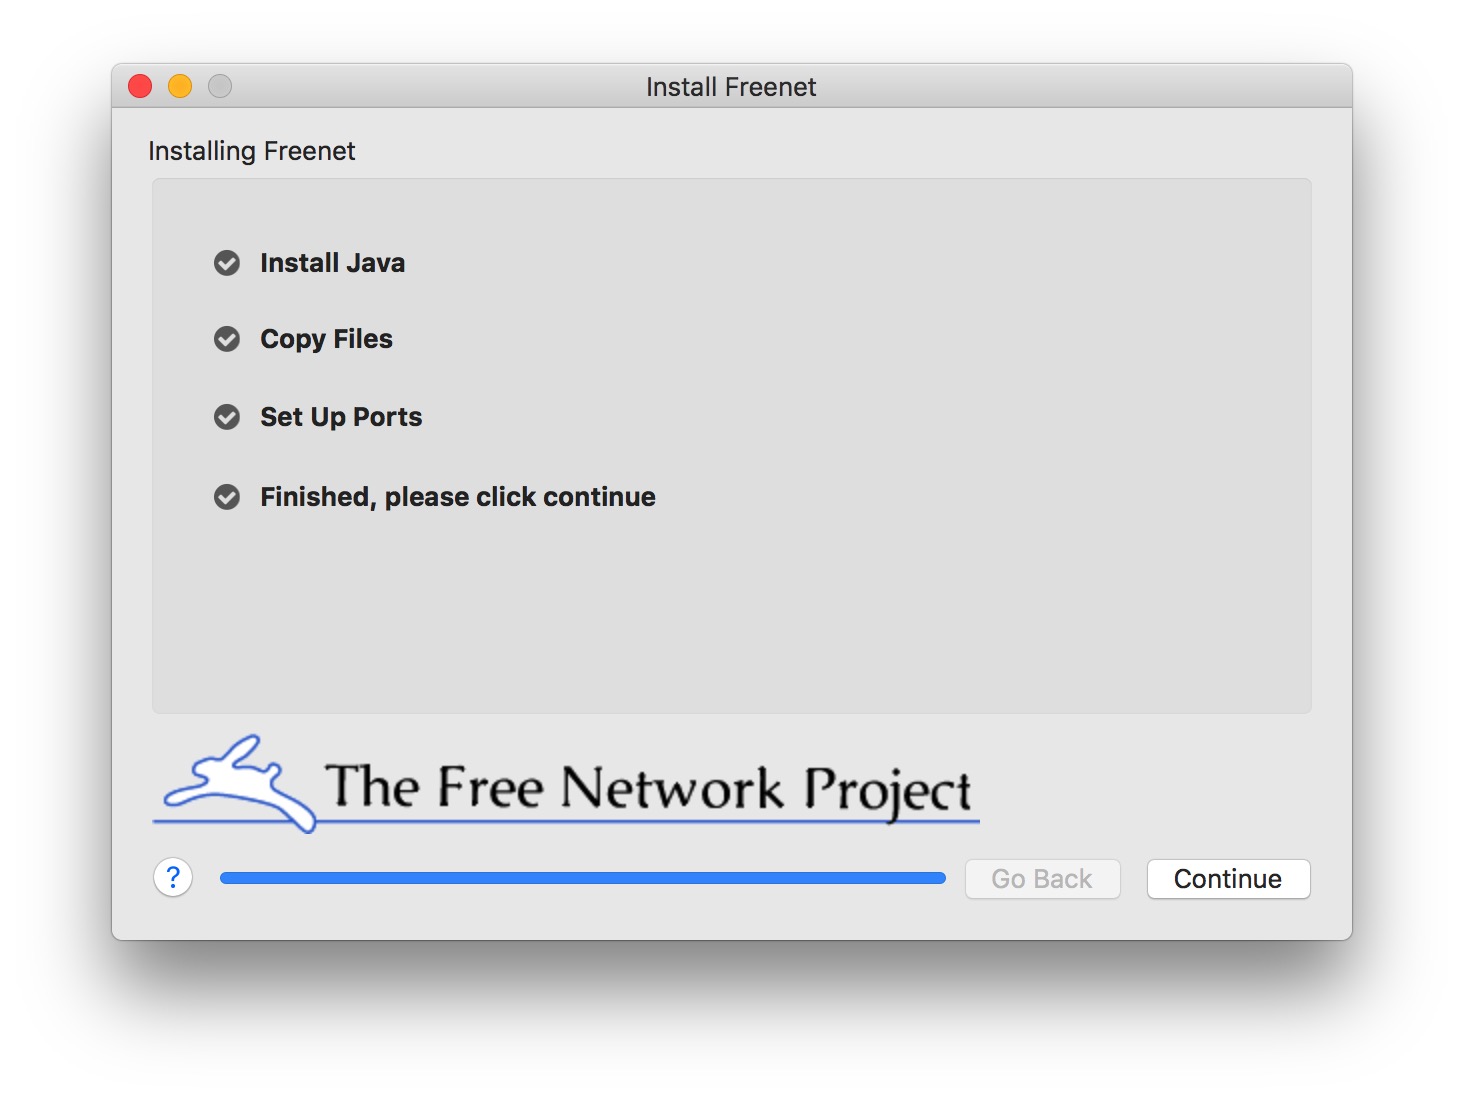 Install Freenet
Installing Freenet
Install Java
Copy Files
Set Up Ports
Finished, please click continue
The Free Network Project
?
Go Back
Continue